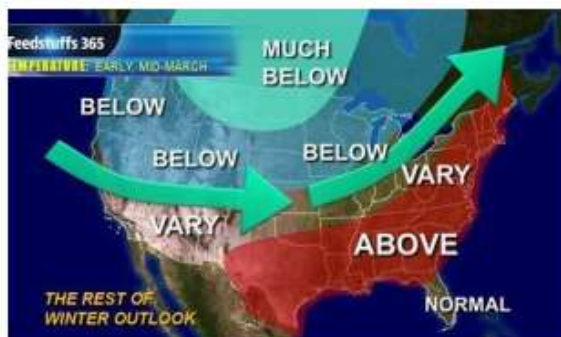 Feedstuffs 365
TEMPERATURE: EARLY, MID-MARCH
MUCH
BELOW
BELOW
BELOW
BELOW
VARY
VARY
ABOVE
NORMAL
THE REST OF
WINTER OUTLOOK